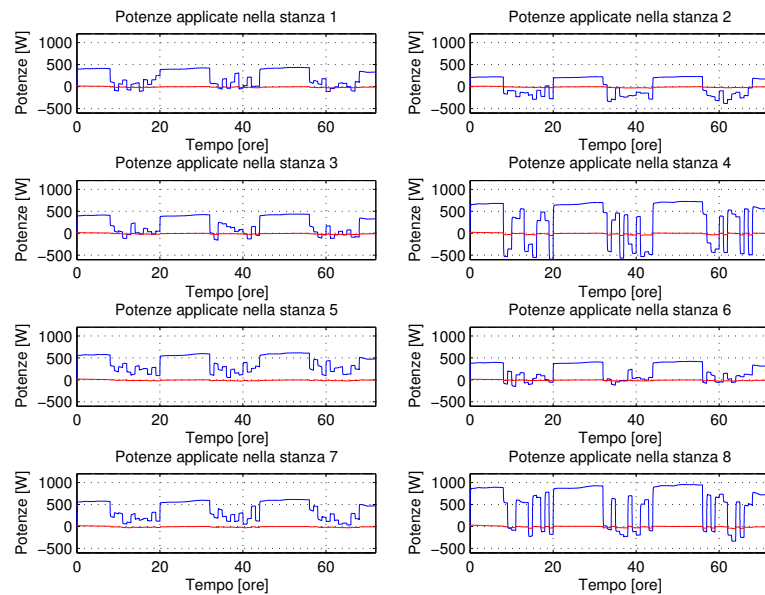 Potenze applicate nella stanza 1
Potenze [W]
1000
500
0
−500
0 20 40 60
Tempo [ore]
Potenze applicate nella stanza 2
Potenze [W]
1000
500
0
−500
0 20 40 60
Tempo [ore]
Potenze applicate nella stanza 3
Potenze [W]
1000
500
0
−500
0 20 40 60
Tempo [ore]
Potenze applicate nella stanza 4
Potenze [W]
1000
500
0
−500
0 20 40 60
Tempo [ore]
Potenze applicate nella stanza 5
Potenze [W]
1000
500
0
−500
0 20 40 60
Tempo [ore]
Potenze applicate nella stanza 6
Potenze [W]
1000
500
0
−500
0 20 40 60
Tempo [ore]
Potenze applicate nella stanza 7
Potenze [W]
1000
500
0
−500
0 20 40 60
Tempo [ore]
Potenze applicate nella stanza 8
Potenze [W]
1000
500
0
−500
0 20 40 60
Tempo [ore]